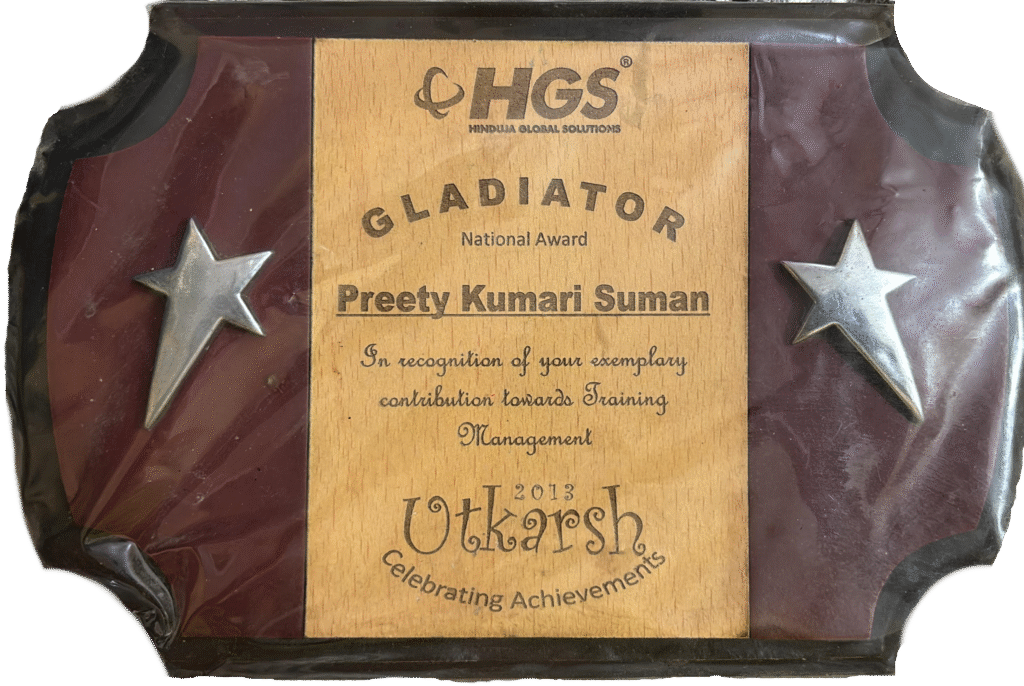 HGS®
HINDUJA GLOBAL SOLUTIONS
GLADIATOR
National Award
Preety Kumari Suman
In recognition of your exemplary
contribution towards Training
Management
2013
Utkarsh
Celebrating Achievements